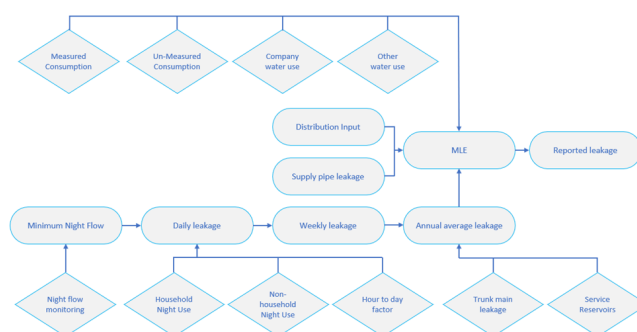 Measured
Consumption
Un-Measured
Consumption
Company
water use
Other
water use
Distribution Input
MLE
Reported leakage
Supply pipe leakage
Minimum Night Flow
Daily leakage
Weekly leakage
Annual average leakage
Night flow
monitoring
Household
Night Use
Non-
household
Night Use
Hour to day
factor
Trunk main
leakage
Service
Reservoirs